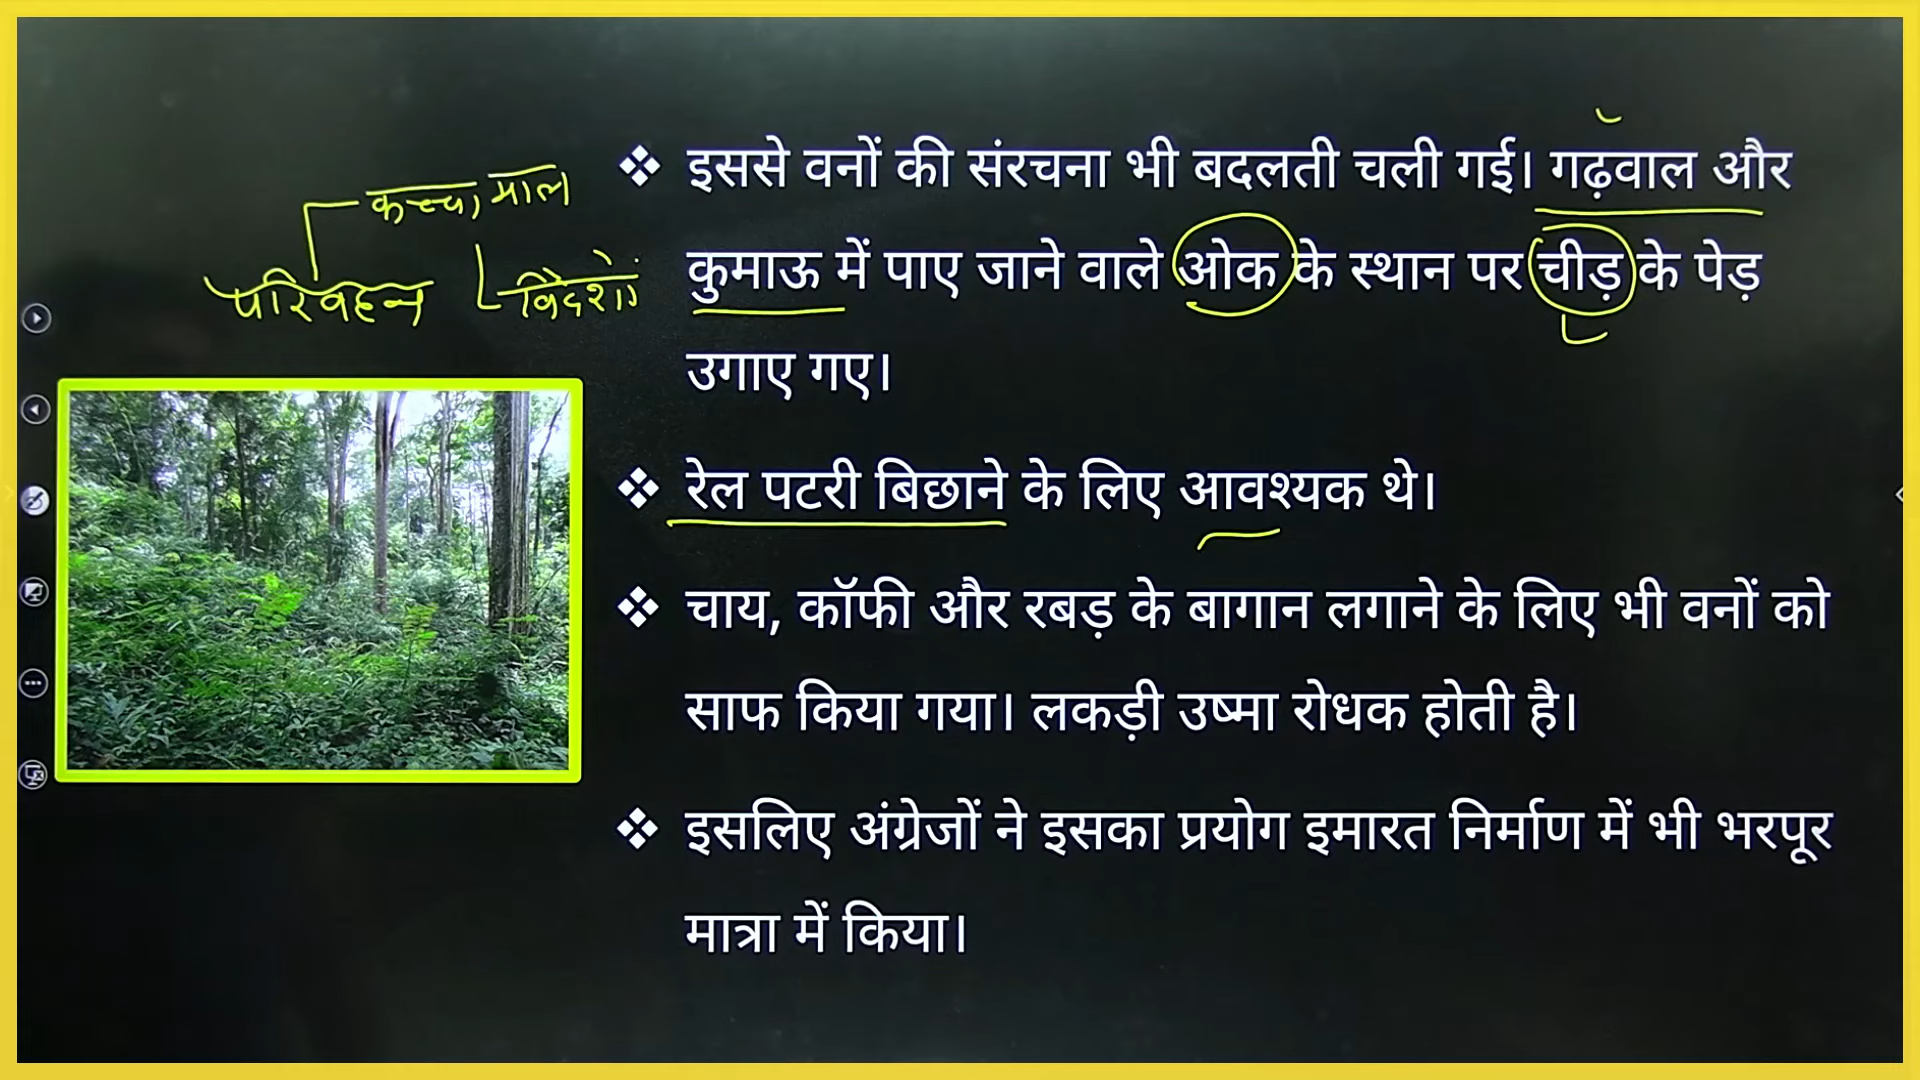 कच्चा माल
परिवहन
विदेशों
❖ इससे वनों की संरचना भी बदलती चली गई। गढ़वाल और
कुमाऊ में पाए जाने वाले ओक के स्थान पर चीड़ के पेड़
उगाए गए।
❖ रेल पटरी बिछाने के लिए आवश्यक थे।
❖ चाय, कॉफी और रबड़ के बागान लगाने के लिए भी वनों को
साफ किया गया। लकड़ी उष्मा रोधक होती है।
❖ इसलिए अंग्रेजों ने इसका प्रयोग इमारत निर्माण में भी भरपूर
मात्रा में किया।